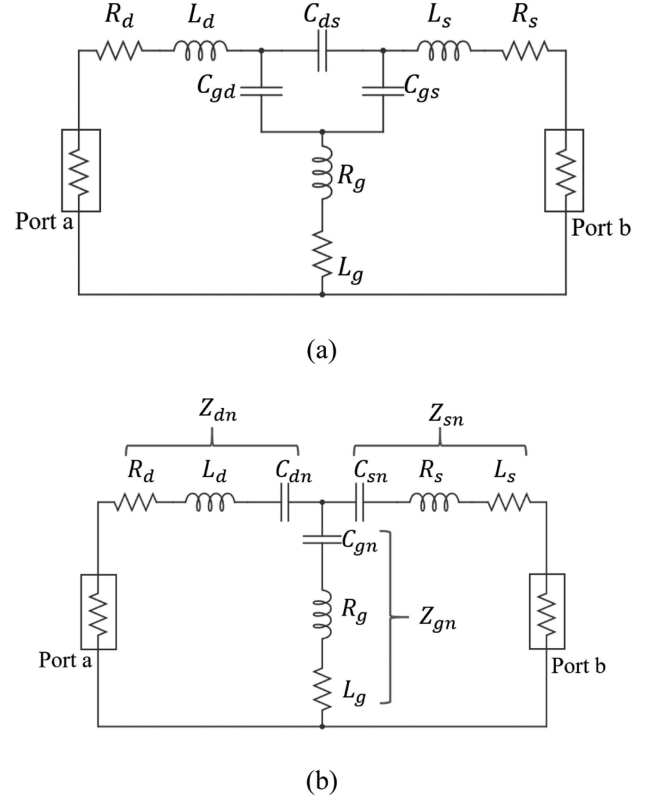 R_d L_d C_ds L_s R_s
C_gd C_gs
R_g
Port a Port b
L_g
(a)
Z_dn Z_sn
R_d L_d C_dn C_sn R_s L_s
C_gn
R_g Z_gn
Port a Port b
L_g
(b)